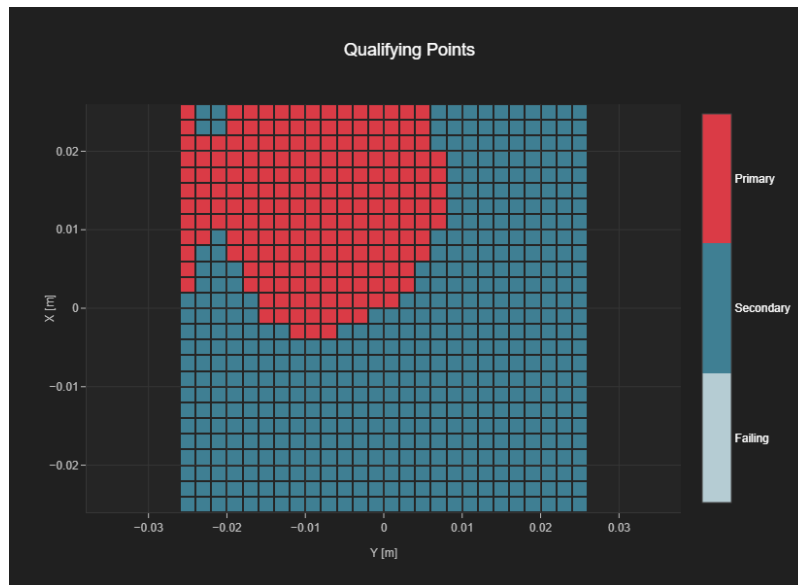 Qualifying Points
0.02
0.01
0
−0.01
−0.02
X [m]
−0.03
−0.02
−0.01
0
0.01
0.02
0.03
Y [m]
Primary
Secondary
Failing